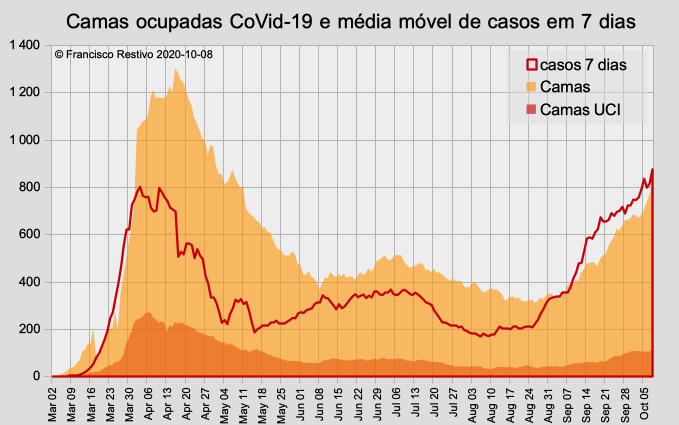 Camas ocupadas CoVid-19 e média móvel de casos em 7 dias
1 400
© Francisco Restivo 2020-10-08
casos 7 dias
Camas
Camas UCI
1 200
1 000
800
600
400
200
0
Mar 02
Mar 09
Mar 16
Mar 23
Mar 30
Apr 06
Apr 13
Apr 20
Apr 27
May 04
May 11
May 18
May 25
Jun 01
Jun 08
Jun 15
Jun 22
Jun 29
Jul 06
Jul 13
Jul 20
Jul 27
Aug 03
Aug 10
Aug 17
Aug 24
Aug 31
Sep 07
Sep 14
Sep 21
Sep 28
Oct 05